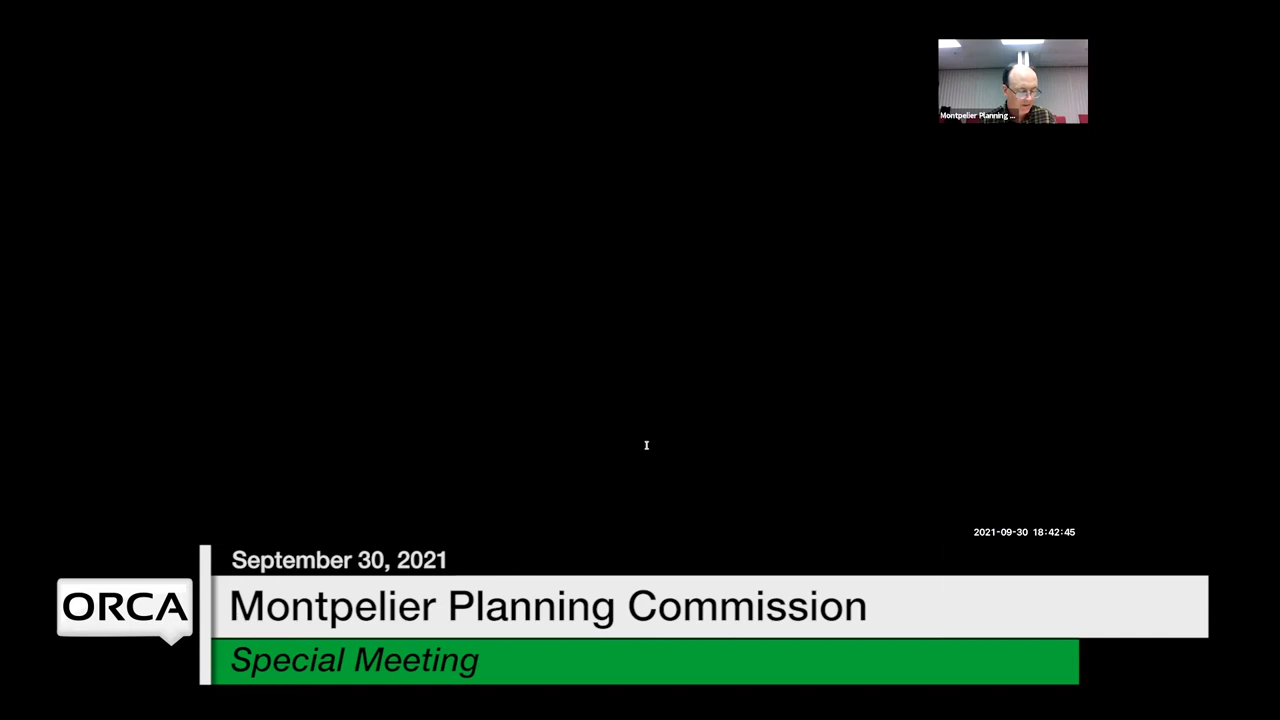 Montpelier Planning ...
2021-09-30 18:42:45
September 30, 2021
ORCA
Montpelier Planning Commission
Special Meeting